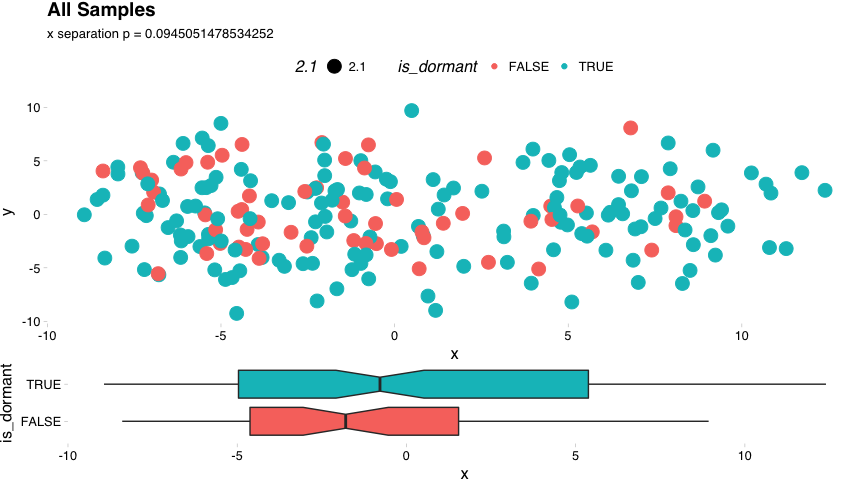 All Samples
x separation p = 0.0945051478534252
2.1 2.1 is_dormant FALSE TRUE
10
5
0
-5
-10
y
-10 -5 0 5 10
x
is_dormant
TRUE
FALSE
-10 -5 0 5 10
x